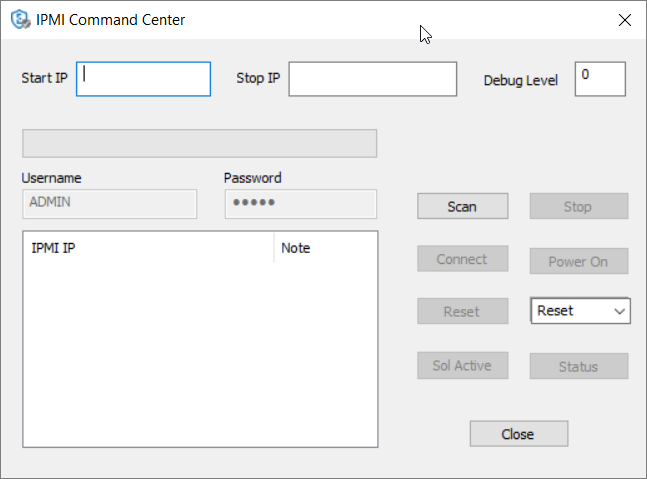 IPMI Command Center
Start IP
Stop IP
Debug Level
0
Username
Password
ADMIN
•••••
Scan
Stop
IPMI IP
Note
Connect
Power On
Reset
Reset
Sol Active
Status
Close